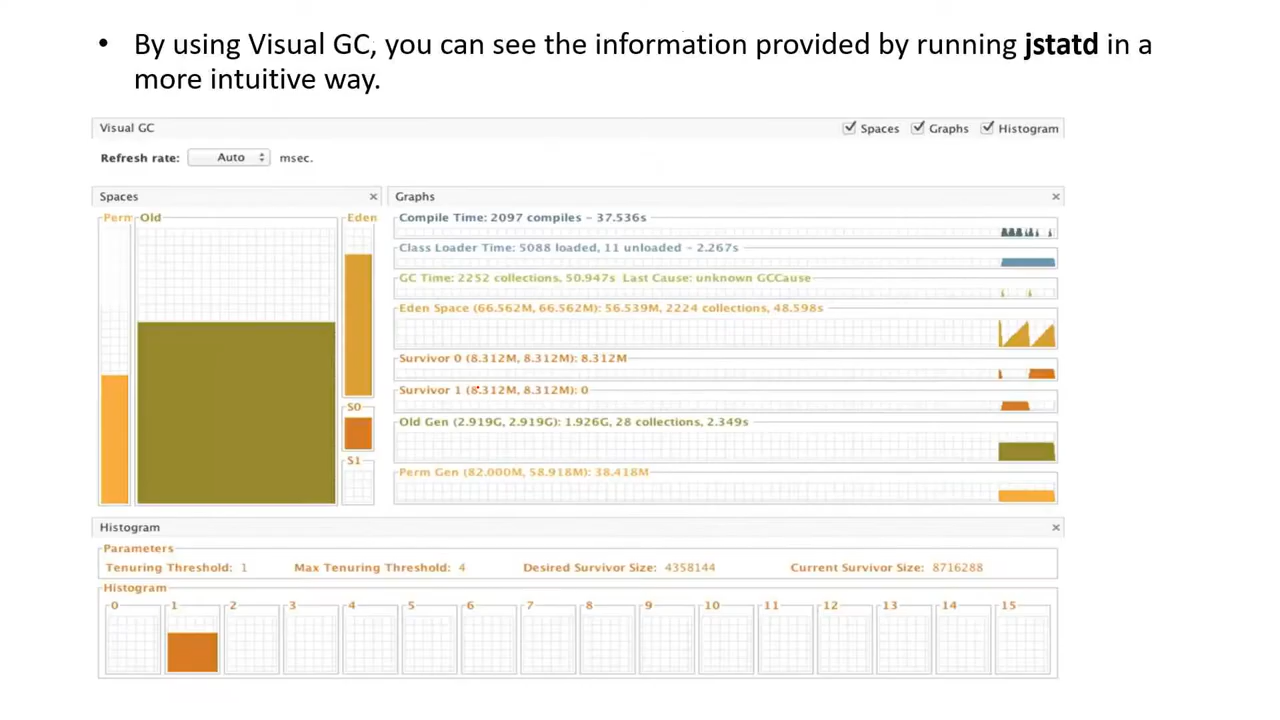 • By using Visual GC, you can see the information provided by running jstatd in a
more intuitive way.
Visual GC
Spaces Graphs Histogram
Refresh rate: Auto msec.
Spaces
Perm Old Eden
S0
S1
Graphs
Compile Time: 2097 compiles - 37.536s
Class Loader Time: 5088 loaded, 11 unloaded - 2.267s
GC Time: 2252 collections, 50.947s Last Cause: unknown GCCause
Eden Space (66.562M, 66.562M): 56.539M, 2224 collections, 48.598s
Survivor 0 (8.312M, 8.312M): 8.312M
Survivor 1 (8.312M, 8.312M): 0
Old Gen (2.919G, 2.919G): 1.926G, 28 collections, 2.349s
Perm Gen (82.000M, 58.918M): 38.418M
Histogram
Parameters
Tenuring Threshold: 1 Max Tenuring Threshold: 4 Desired Survivor Size: 4358144 Current Survivor Size: 8716288
Histogram
0 1 2 3 4 5 6 7 8 9 10 11 12 13 14 15